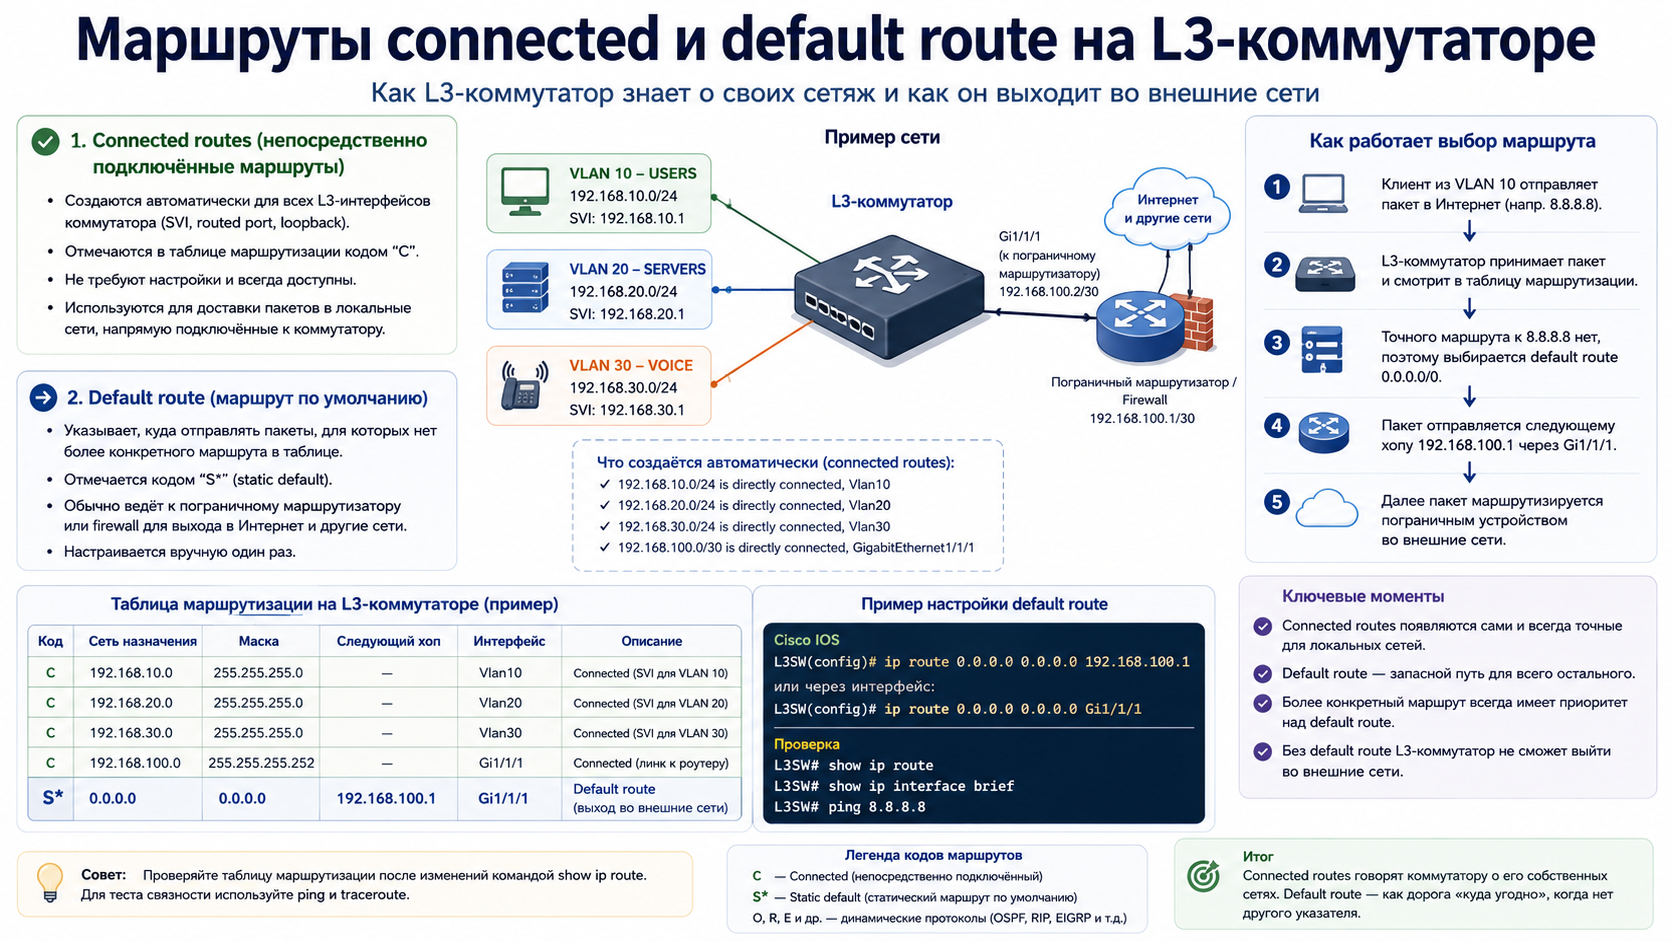 Маршруты connected и default route на L3-коммутаторе
Как L3-коммутатор знает о своих сетяж и как он выходит во внешние сети
1. Connected routes (непосредственно
подключённые маршруты)
• Создаются автоматически для всех L3-интерфейсов
коммутатора (SVI, routed port, loopback).
• Отмечаются в таблице маршрутизации кодом “C”.
• Не требуют настройки и всегда доступны.
• Используются для доставки пакетов в локальные
сети, напрямую подключённые к коммутатору.
2. Default route (маршрут по умолчанию)
• Указывает, куда отправлять пакеты, для которых нет
более конкретного маршрута в таблице.
• Отмечается кодом “S*” (static default).
• Обычно ведёт к пограничному маршрутизатору
или firewall для выхода в Интернет и другие сети.
• Настраивается вручную один раз.
Пример сети
VLAN 10 – USERS
192.168.10.0/24
SVI: 192.168.10.1
VLAN 20 – SERVERS
192.168.20.0/24
SVI: 192.168.20.1
VLAN 30 – VOICE
192.168.30.0/24
SVI: 192.168.30.1
L3-коммутатор
Gi1/1/1
(к пограничному
маршрутизатору)
192.168.100.2/30
Интернет
и другие сети
Пограничный маршрутизатор /
Firewall
192.168.100.1/30
Что создаётся автоматически (connected routes):
✓ 192.168.10.0/24 is directly connected, Vlan10
✓ 192.168.20.0/24 is directly connected, Vlan20
✓ 192.168.30.0/24 is directly connected, Vlan30
✓ 192.168.100.0/30 is directly connected, GigabitEthernet1/1/1
Как работает выбор маршрута
1 Клиент из VLAN 10 отправляет
пакет в Интернет (напр. 8.8.8.8).
2 L3-коммутатор принимает пакет
и смотрит в таблицу маршрутизации.
3 Точного маршрута к 8.8.8.8 нет,
поэтому выбирается default route
0.0.0.0/0.
4 Пакет отправляется следующему
хопу 192.168.100.1 через Gi1/1/1.
5 Далее пакет маршрутизируется
пограничным устройством
во внешние сети.
Таблица маршрутизации на L3-коммутаторе (пример)
Код Сеть назначения Маска Следующий хоп Интерфейс Описание
C 192.168.10.0 255.255.255.0 — Vlan10 Connected (SVI для VLAN 10)
C 192.168.20.0 255.255.255.0 — Vlan20 Connected (SVI для VLAN 20)
C 192.168.30.0 255.255.255.0 — Vlan30 Connected (SVI для VLAN 30)
C 192.168.100.0 255.255.255.252 — Gi1/1/1 Connected (линк к роутеру)
S* 0.0.0.0 0.0.0.0 192.168.100.1 Gi1/1/1 Default route
(выход во внешние сети)
Пример настройки default route
Cisco IOS
L3SW(config)# ip route 0.0.0.0 0.0.0.0 192.168.100.1
или через интерфейс:
L3SW(config)# ip route 0.0.0.0 0.0.0.0 Gi1/1/1
Проверка
L3SW# show ip route
L3SW# show ip interface brief
L3SW# ping 8.8.8.8
Ключевые моменты
Connected routes появляются сами и всегда точные
для локальных сетей.
Default route — запасной путь для всего остального.
Более конкретный маршрут всегда имеет приоритет
над default route.
Без default route L3-коммутатор не сможет выйти
во внешние сети.
Совет: Проверяйте таблицу маршрутизации после изменений командой show ip route.
Для теста связности используйте ping и traceroute.
Легенда кодов маршрутов
C — Connected (непосредственно подключённый)
S* — Static default (статический маршрут по умолчанию)
O, R, E и др. — динамические протоколы (OSPF, RIP, EIGRP и т.д.)
Итог
Connected routes говорят коммутатору о его собственных
сетях. Default route — как дорога «куда угодно», когда нет
другого указателя.